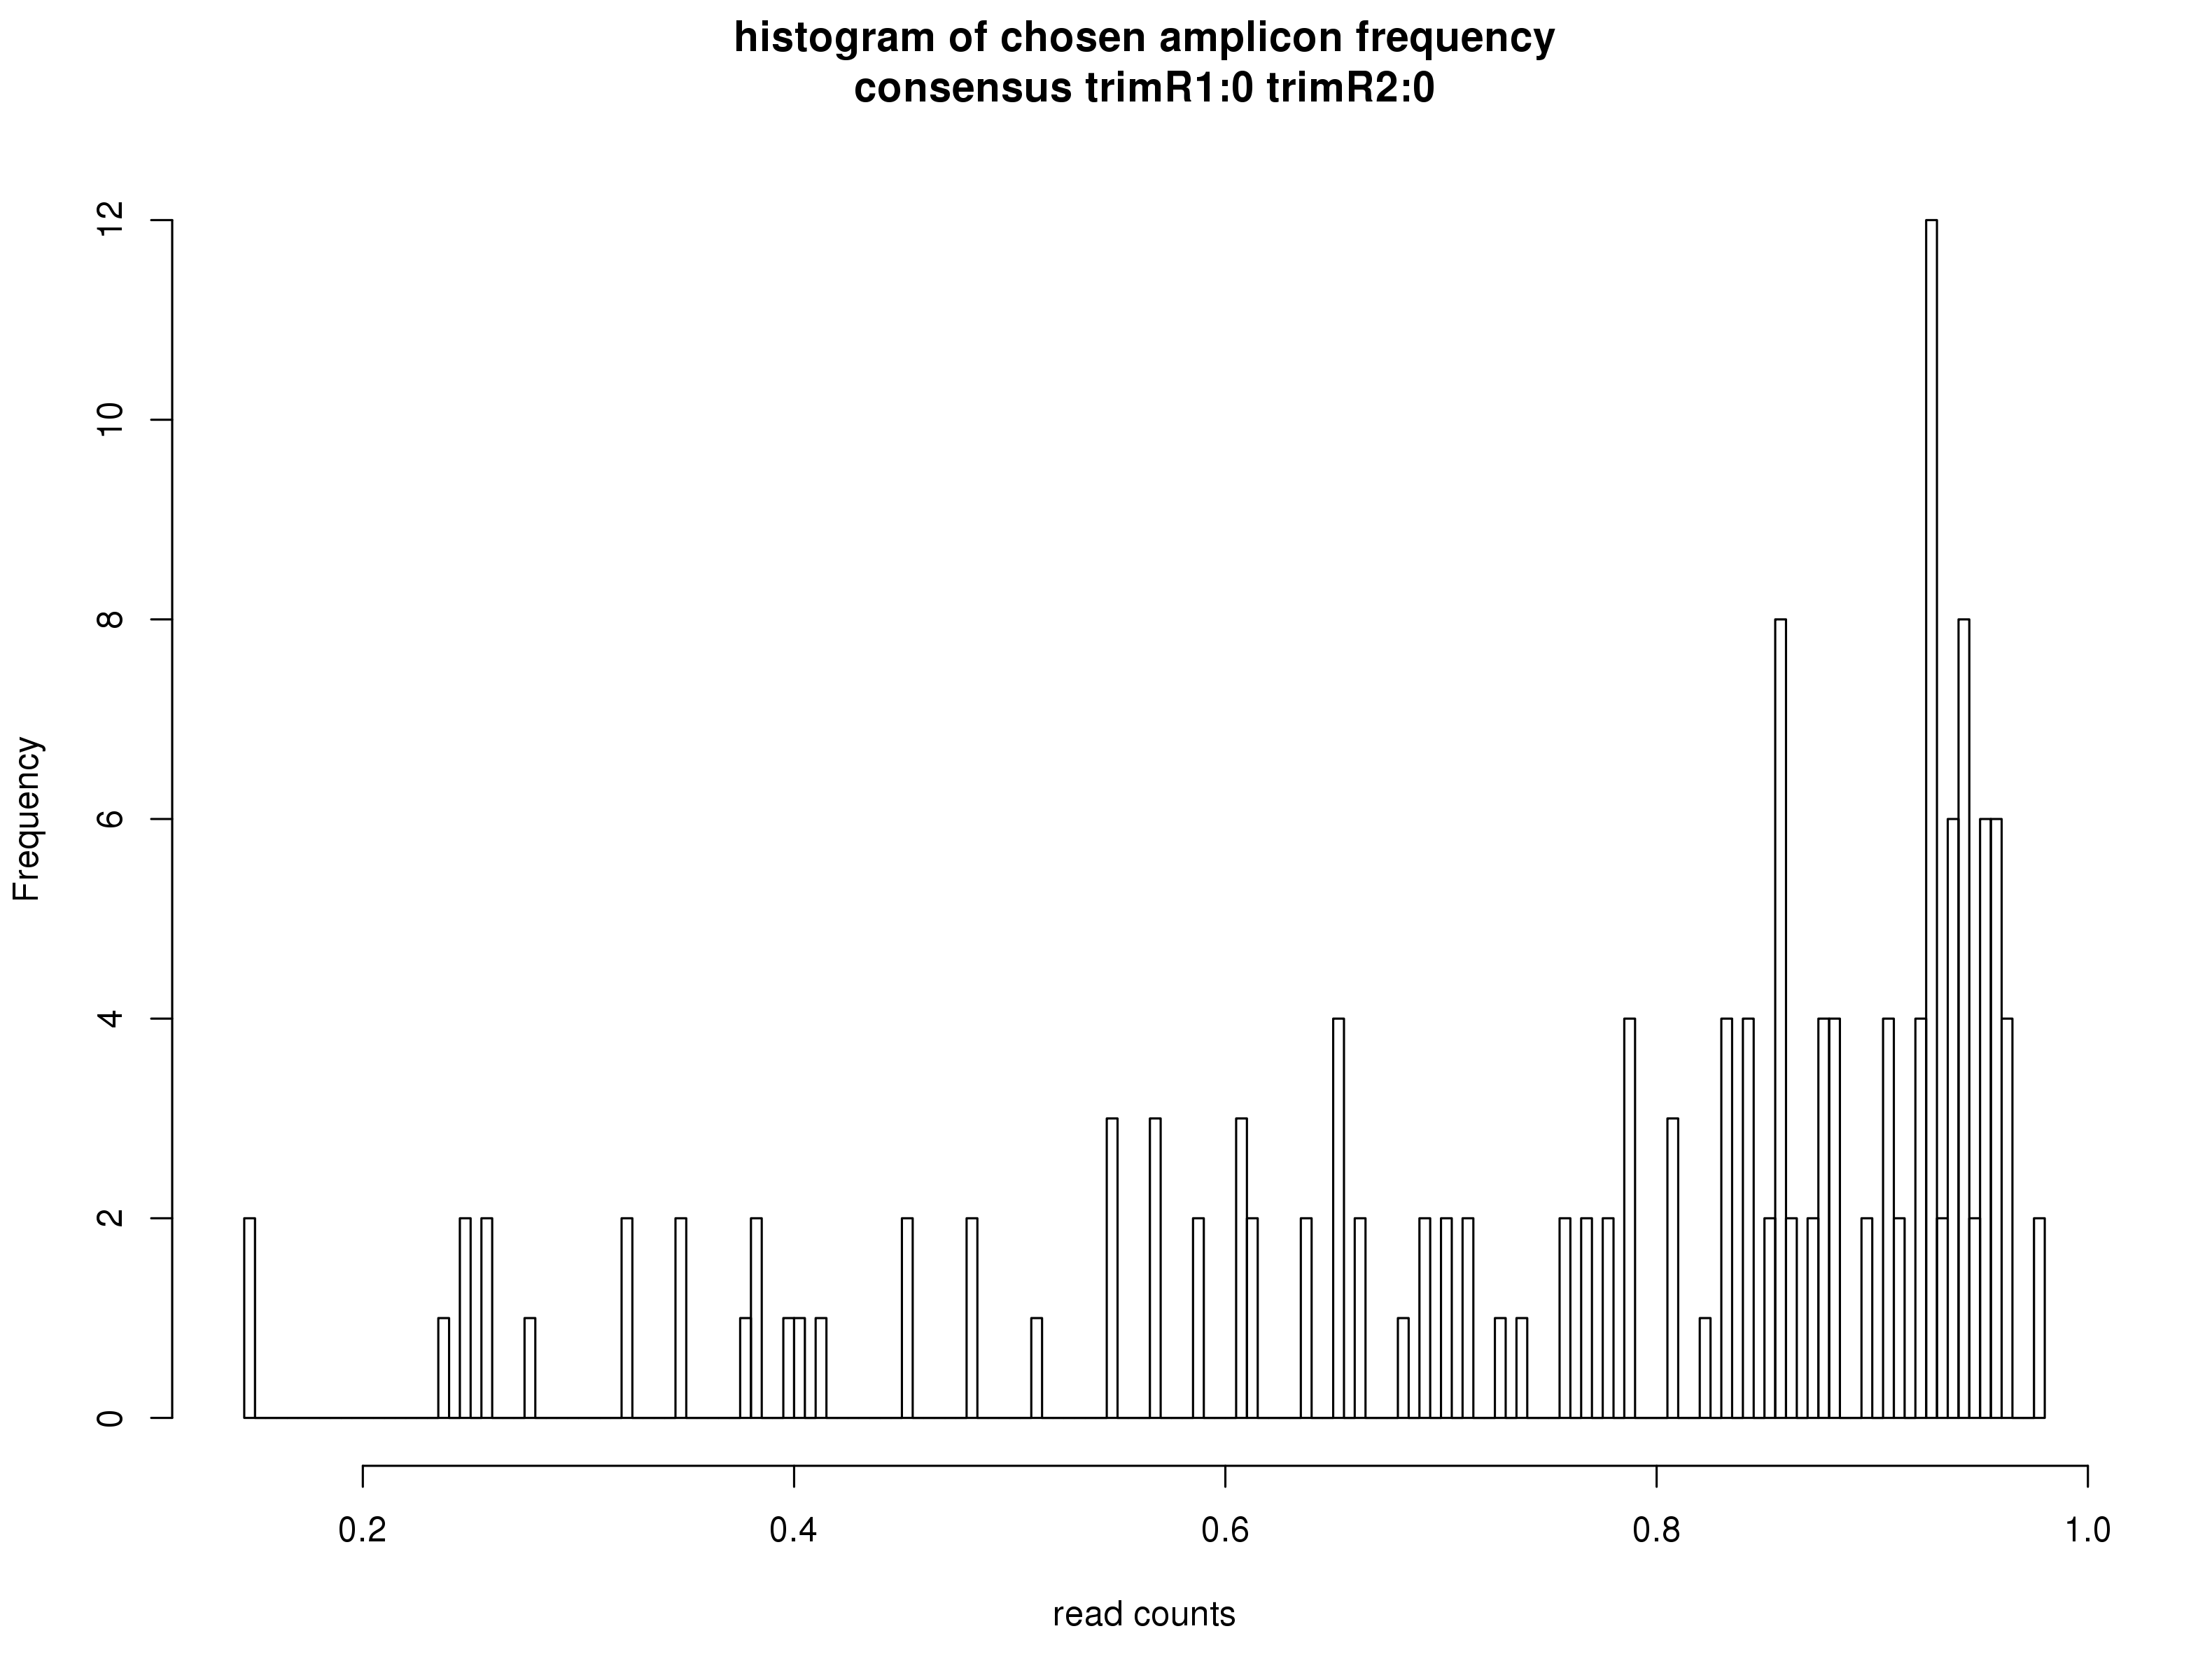 histogram of chosen amplicon frequency
consensus trimR1:0 trimR2:0
12
10
8
6
4
2
0
Frequency
0.2 0.4 0.6 0.8 1.0
read counts